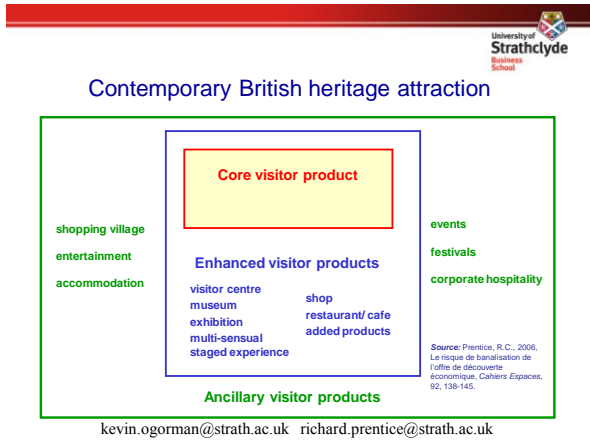 University of
Strathclyde
Business
School
Contemporary British heritage attraction
Core visitor product
shopping village
entertainment
accommodation
Enhanced visitor products
visitor centre
museum
exhibition
multi-sensual
staged experience
shop
restaurant/ cafe
added products
events
festivals
corporate hospitality
Source: Prentice, R.C., 2006,
Le risque de banalisation de
l'offre de découverte
économique, Cahiers Espaces,
92, 138-145.
Ancillary visitor products
kevin.ogorman@strath.ac.uk richard.prentice@strath.ac.uk